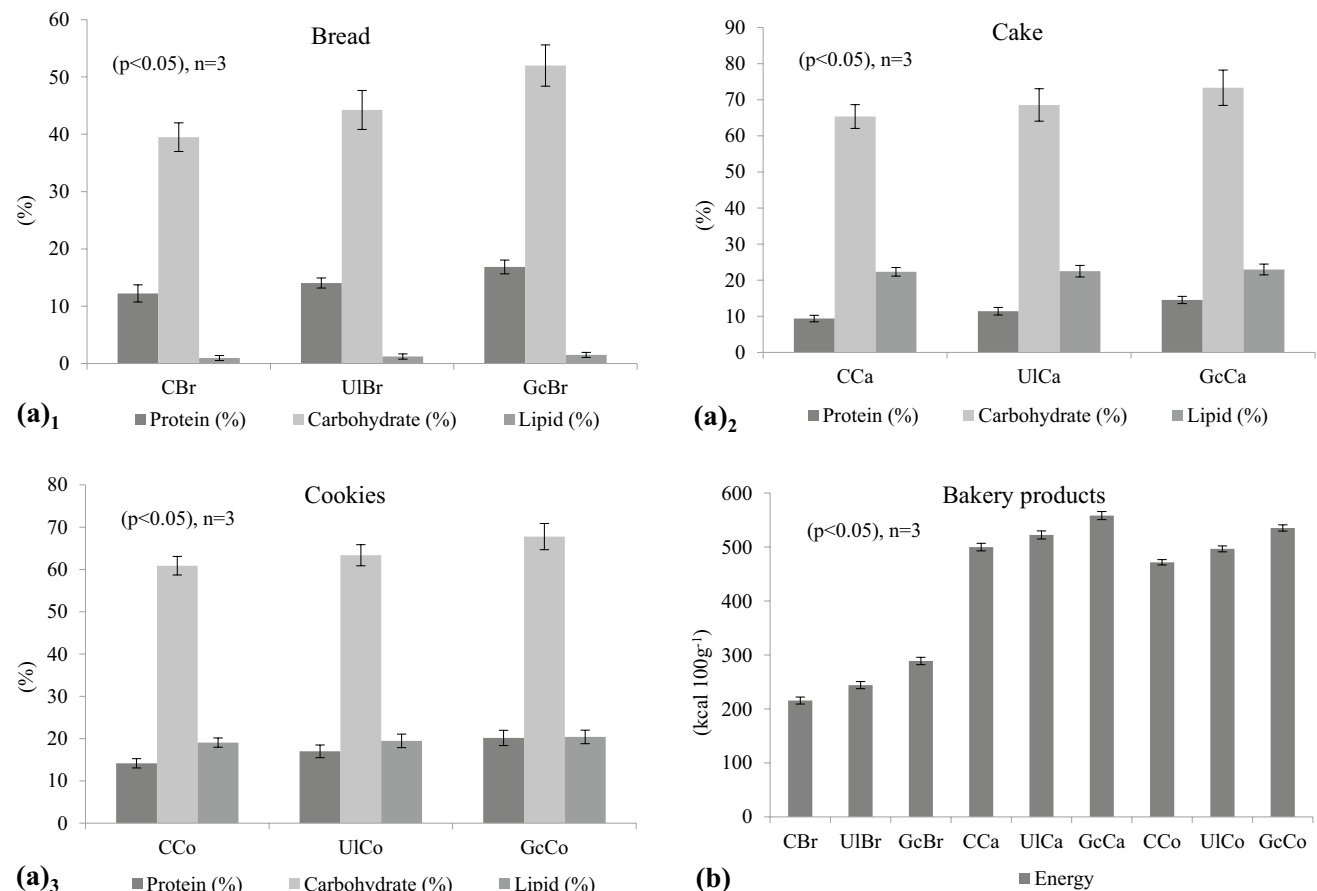 Bread
(p<0.05), n=3
60
50
40
30
20
10
0
(%)
CBr UlBr GcBr
Protein (%) Carbohydrate (%) Lipid (%)
(a)1
Cake
(p<0.05), n=3
90
80
70
60
50
40
30
20
10
0
(%)
CCa UlCa GcCa
Protein (%) Carbohydrate (%) Lipid (%)
(a)2
Cookies
(p<0.05), n=3
80
70
60
50
40
30
20
10
0
(%)
CCo UlCo GcCo
Protein (%) Carbohydrate (%) Lipid (%)
(a)3
Bakery products
(p<0.05), n=3
600
500
400
300
200
100
0
(kcal 100g-1)
CBr UlBr GcBr CCa UlCa GcCa CCo UlCo GcCo
Energy
(b)